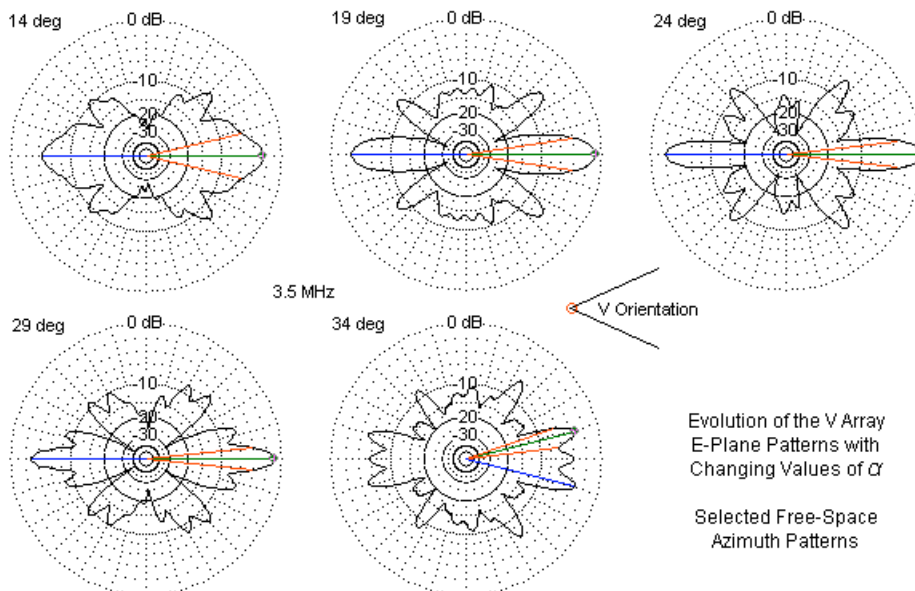 14 deg
0 dB
-10
20
30
19 deg
0 dB
-10
20
30
24 deg
0 dB
-10
20
30
3.5 MHz
V Orientation
29 deg
0 dB
-10
20
30
34 deg
0 dB
-10
20
30
Evolution of the V Array
E-Plane Patterns with
Changing Values of α
Selected Free-Space
Azimuth Patterns